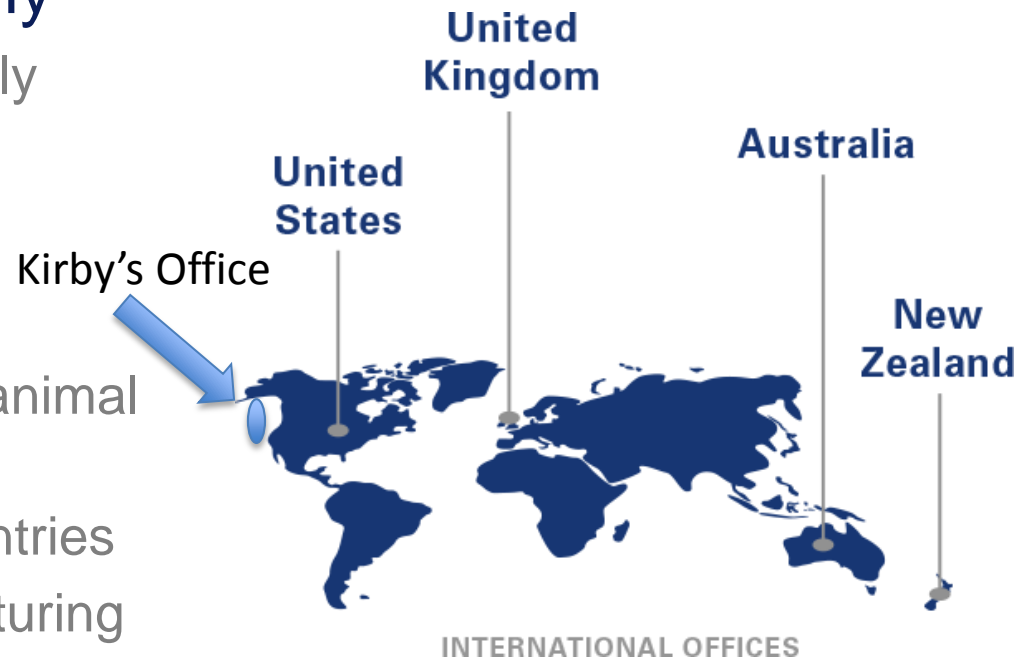 ly
United
Kingdom
Australia
United
States
Kirby's Office
New
Zealand
animal
ntries
turing
INTERNATIONAL OFFICES